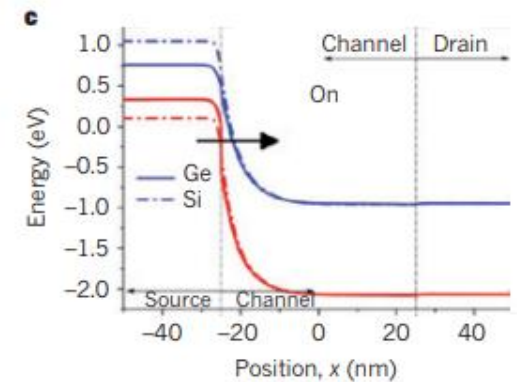 c
Channel Drain
On
Ge
Si
Source Channel
Energy (eV)
1.0
0.5
0.0
−0.5
−1.0
−1.5
−2.0
−40 −20 0 20 40
Position, x (nm)